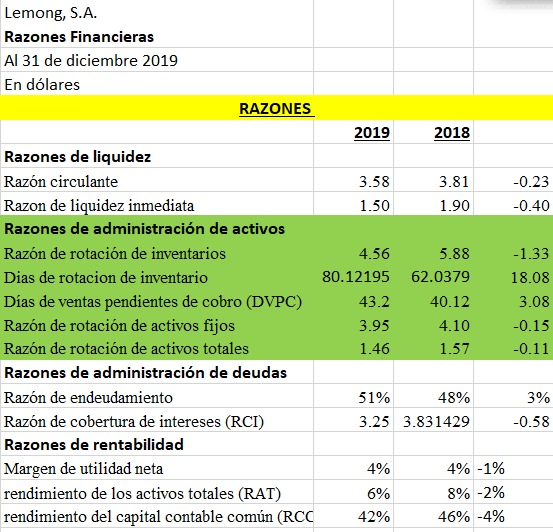 Lemong, S.A.
Razones Financieras
Al 31 de diciembre 2019
En dólares
RAZONES
2019 2018
Razones de liquidez
Razón circulante 3.58 3.81 -0.23
Razon de liquidez inmediata 1.50 1.90 -0.40
Razones de administración de activos
Razón de rotación de inventarios 4.56 5.88 -1.33
Dias de rotacion de inventario 80.12195 62.0379 18.08
Días de ventas pendientes de cobro (DVPC) 43.2 40.12 3.08
Razón de rotación de activos fijos 3.95 4.10 -0.15
Razón de rotación de activos totales 1.46 1.57 -0.11
Razones de administración de deudas
Razón de endeudamiento 51% 48% 3%
Razón de cobertura de intereses (RCI) 3.25 3.831429 -0.58
Razones de rentabilidad
Margen de utilidad neta 4% 4% -1%
rendimiento de los activos totales (RAT) 6% 8% -2%
rendimiento del capital contable común (RCC 42% 46% -4%